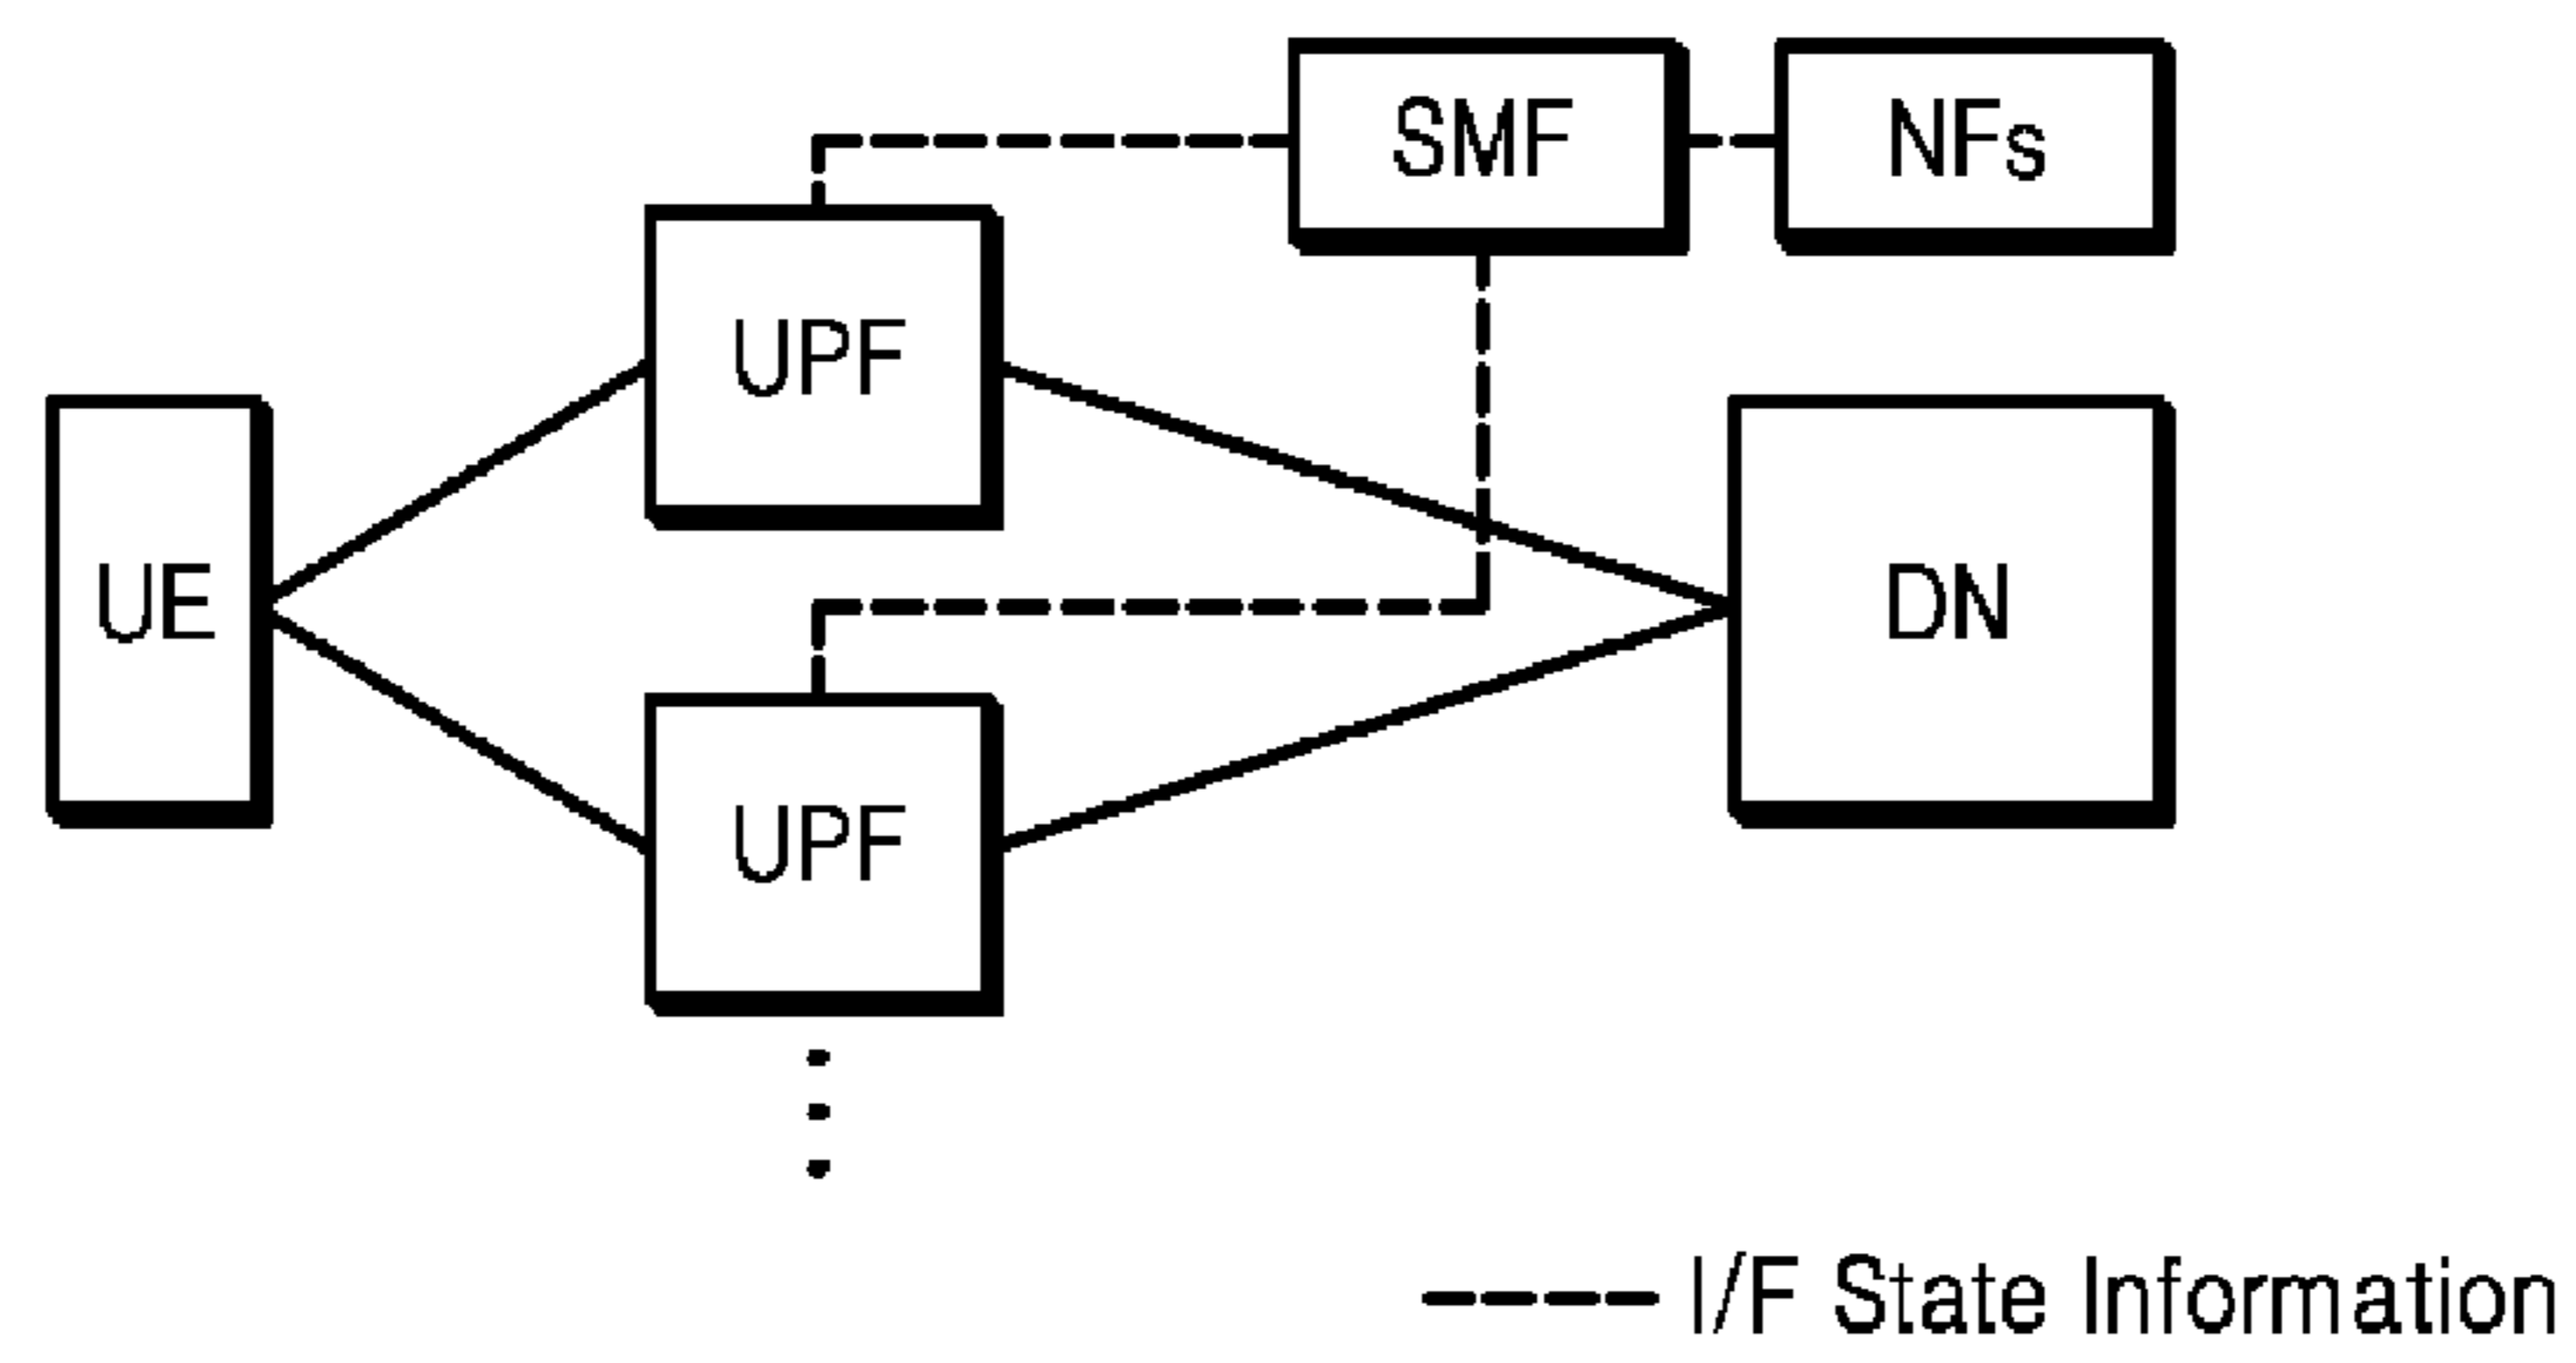 SMF
NFs
UPF
UE
DN
UPF
I/F State Information